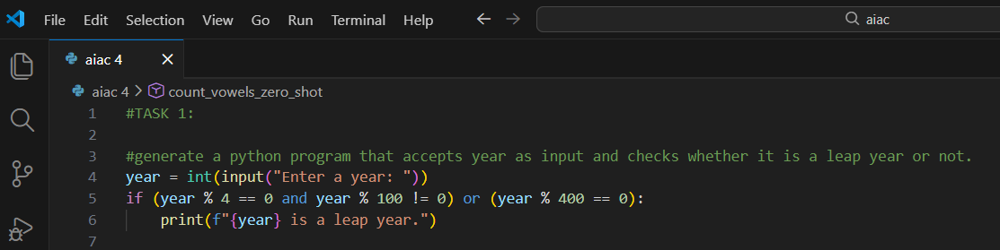 File Edit Selection View Go Run Terminal Help ← → aiac
aiac 4 ×
aiac 4 > count_vowels_zero_shot
1 #TASK 1:
2
3 #generate a python program that accepts year as input and checks whether it is a leap year or not.
4 year = int(input("Enter a year: "))
5 if (year % 4 == 0 and year % 100 != 0) or (year % 400 == 0):
6     print(f"{year} is a leap year.")
7